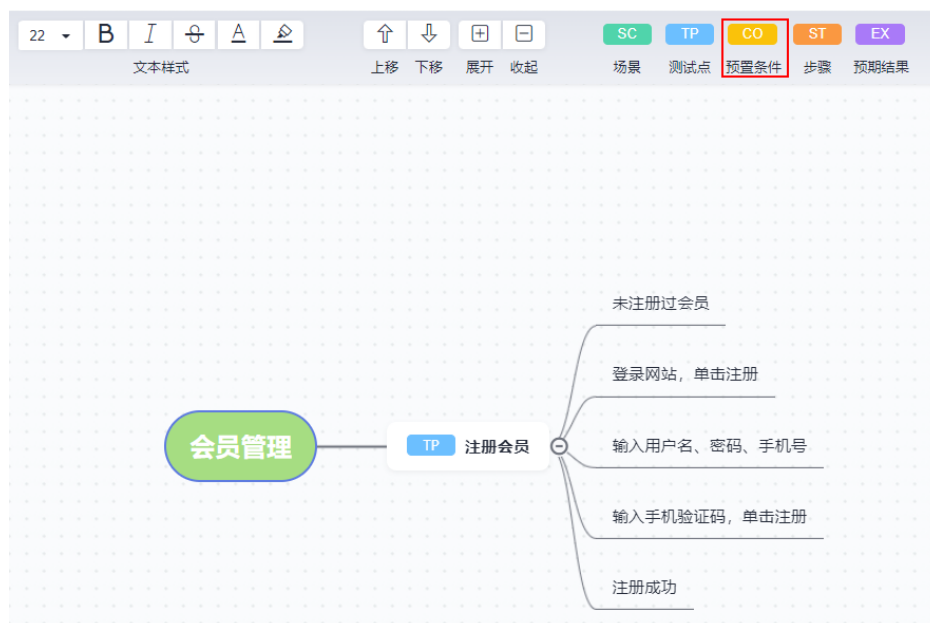 22 B I S A SC TP CO ST EX
文本样式 上移 下移 展开 收起 场景 测试点 预置条件 步骤 预期结果
未注册过会员
登录网站，单击注册
会员管理 TP 注册会员 输入用户名、密码、手机号
输入手机验证码，单击注册
注册成功